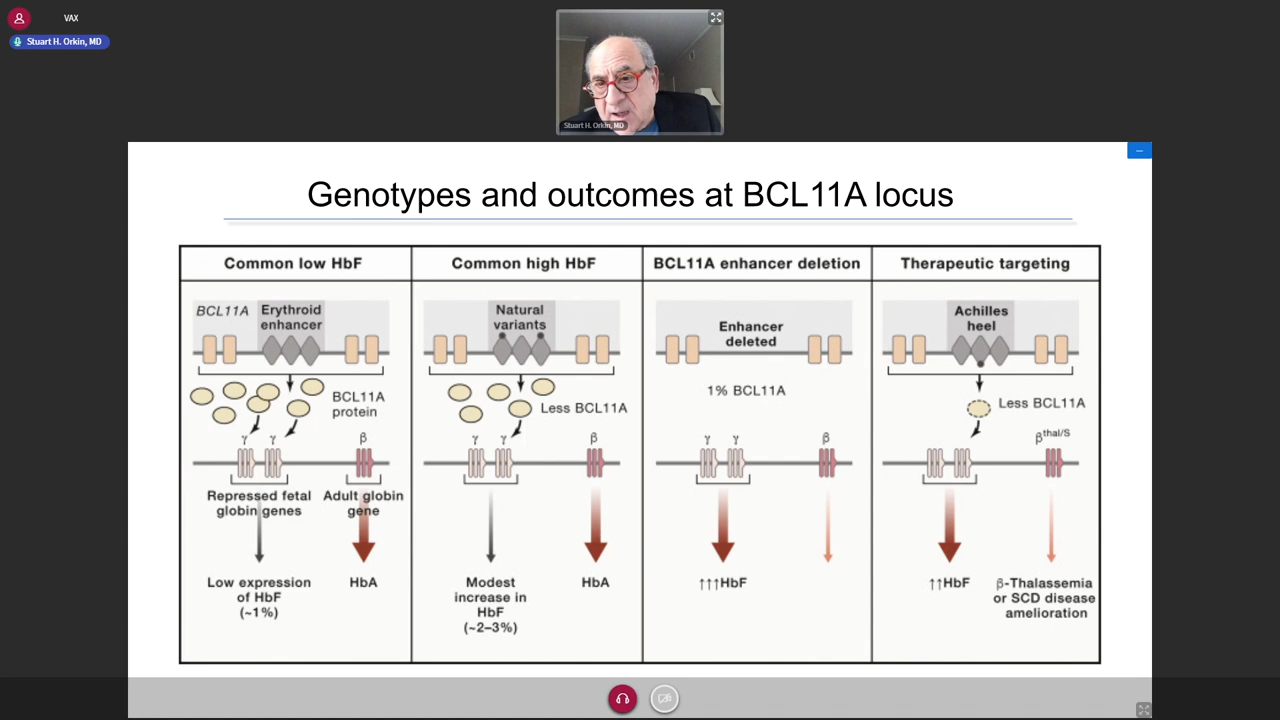 VAX
Stuart H. Orkin, MD
Stuart H. Orkin, MD
Genotypes and outcomes at BCL11A locus
Common low HbF
BCL11A
Erythroid
enhancer
BCL11A
protein
γ γ β
Repressed fetal
globin genes
Adult globin
gene
Low expression
of HbF
(~1%)
HbA
Common high HbF
Natural
variants
Less BCL11A
γ γ β
Modest
increase in
HbF
(~2–3%)
HbA
BCL11A enhancer deletion
Enhancer
deleted
1% BCL11A
γ γ β
↑↑↑HbF
Therapeutic targeting
Achilles
heel
Less BCL11A
βthal/S
↑↑HbF
β-Thalassemia
or SCD disease
amelioration